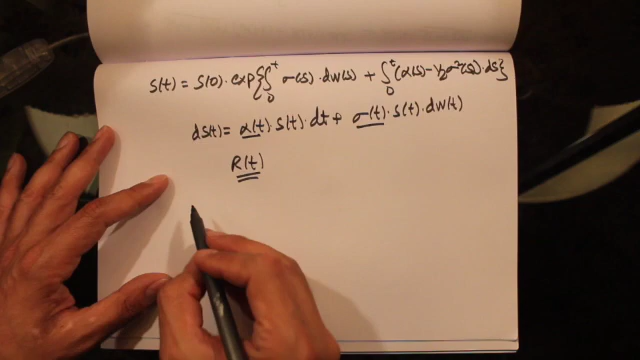 S(t) = S(0) · exp{∫₀ᵗ σ(s) · dW(s) + ∫₀ᵗ (α(s) - ½σ²(s)) · ds}
dS(t) = α(t) · S(t) · dt + σ(t) · S(t) · dW(t)
R(t)